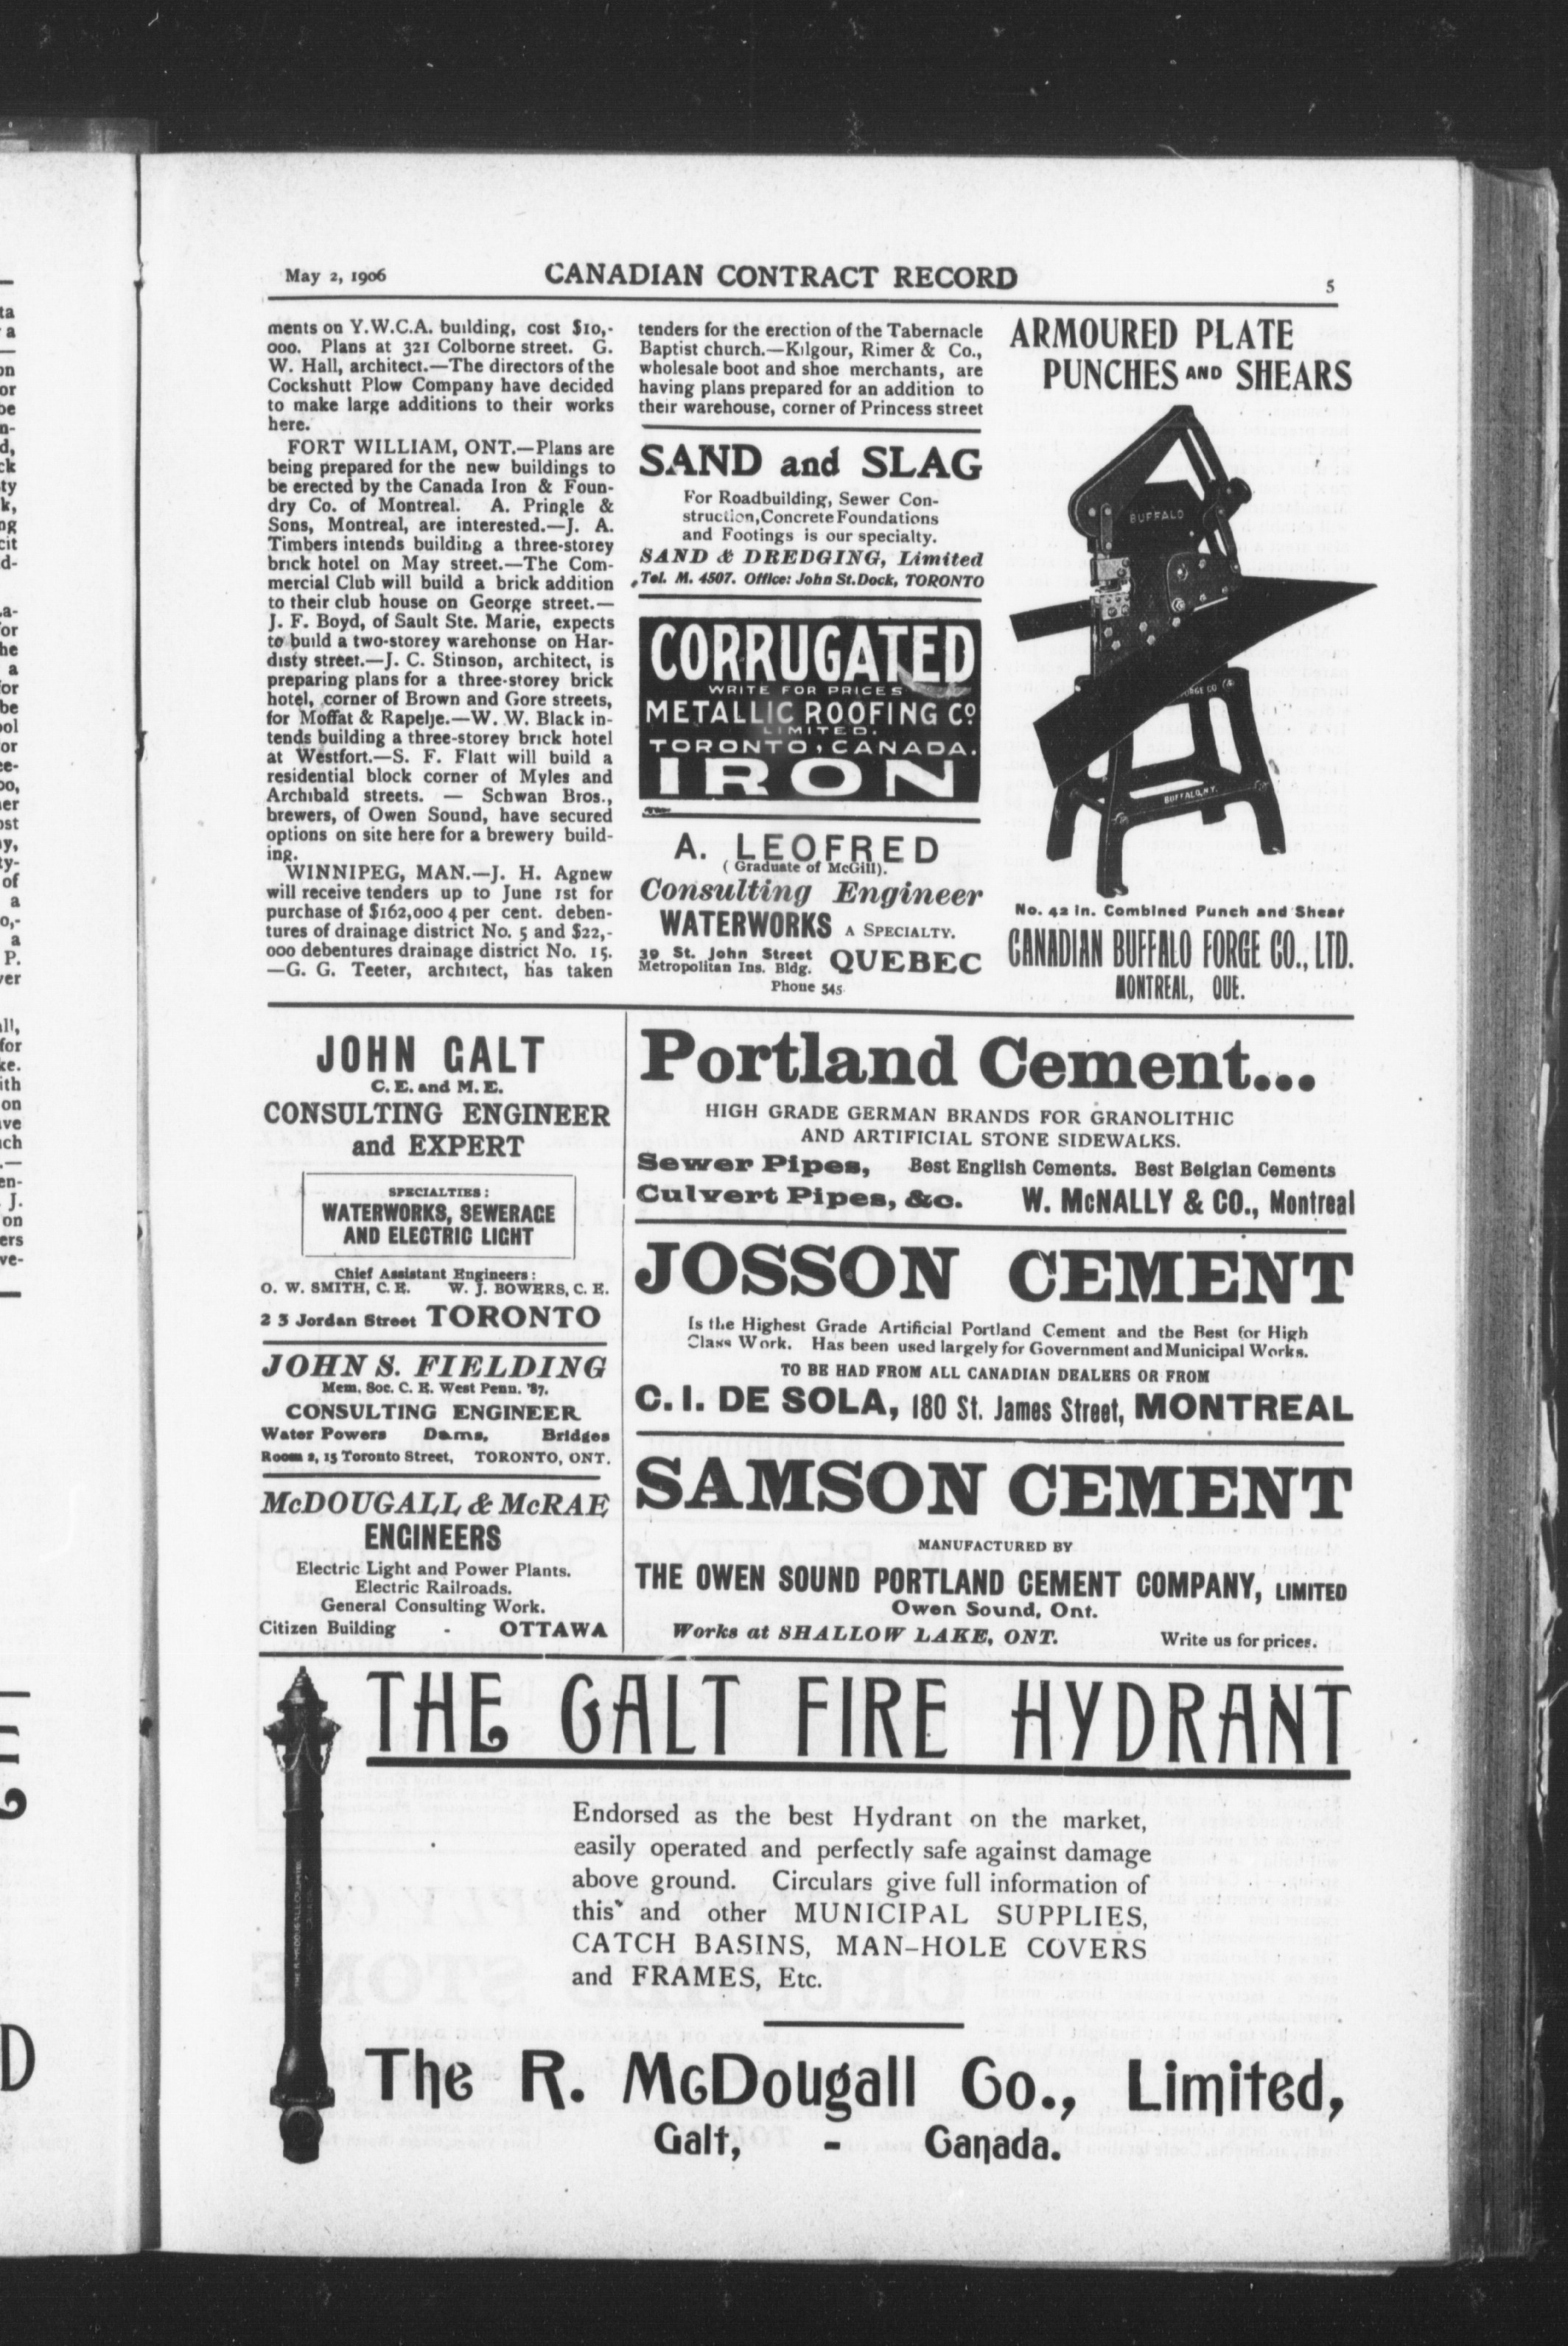 May 2, 1906
CANADIAN CONTRACT RECORD
5
ments on Y.W.C.A. building, cost $10,-
000. Plans at 321 Colborne street. G.
W. Hall, architect.—The directors of the
Cockshutt Plow Company have decided
to make large additions to their works
here.
FORT WILLIAM, ONT.—Plans are
being prepared for the new buildings to
be erected by the Canada Iron & Foun-
dry Co. of Montreal. A. Pringle &
Sons, Montreal, are interested.—J. A.
Timbers intends building a three-storey
brick hotel on May street.—The Com-
mercial Club will build a brick addition
to their club house on George street.—
J. F. Boyd, of Sault Ste. Marie, expects
to build a two-storey warehonse on Har-
disty street.—J. C. Stinson, architect, is
preparing plans for a three-storey brick
hotel, corner of Brown and Gore streets,
for Moffat & Rapelje.—W. W. Black in-
tends building a three-storey brick hotel
at Westfort.—S. F. Flatt will build a
residential block corner of Myles and
Archibald streets. — Schwan Bros.,
brewers, of Owen Sound, have secured
options on site here for a brewery build-
ing.
WINNIPEG, MAN.—J. H. Agnew
will receive tenders up to June 1st for
purchase of $162,000 4 per cent. deben-
tures of drainage district No. 5 and $22,-
000 debentures drainage district No. 15.
—G. G. Teeter, architect, has taken
tenders for the erection of the Tabernacle
Baptist church.—Kilgour, Rimer & Co.,
wholesale boot and shoe merchants, are
having plans prepared for an addition to
their warehouse, corner of Princess street
SAND and SLAG
For Roadbuilding, Sewer Con-
struction, Concrete Foundations
and Footings is our specialty.
SAND & DREDGING, Limited
Tel. M. 4507. Office: John St. Dock, TORONTO
CORRUGATED
WRITE FOR PRICES
METALLIC ROOFING CO.
LIMITED.
TORONTO, CANADA.
IRON
A. LEOFRED
(Graduate of McGill).
Consulting Engineer
WATERWORKS A SPECIALTY.
39 St. John Street
Metropolitan Ins. Bldg. QUEBEC
Phone 545
ARMOURED PLATE
PUNCHES AND SHEARS
BUFFALO
FORGE CO
BUFFALO, N.Y.
No. 42 in. Combined Punch and Shear
CANADIAN BUFFALO FORGE CO., LTD.
MONTREAL, QUE.
JOHN GALT
C. E. and M. E.
CONSULTING ENGINEER
and EXPERT
SPECIALTIES:
WATERWORKS, SEWERAGE
AND ELECTRIC LIGHT
Chief Assistant Engineers:
O. W. SMITH, C. E. W. J. BOWERS, C. E.
2 3 Jordan Street TORONTO
JOHN S. FIELDING
Mem. Soc. C. E. West Penn. '87.
CONSULTING ENGINEER
Water Powers Dams, Bridges
Room 2, 15 Toronto Street, TORONTO, ONT.
McDOUGALL & McRAE
ENGINEERS
Electric Light and Power Plants.
Electric Railroads.
General Consulting Work.
Citizen Building - OTTAWA
Portland Cement...
HIGH GRADE GERMAN BRANDS FOR GRANOLITHIC
AND ARTIFICIAL STONE SIDEWALKS.
Sewer Pipes, Best English Cements. Best Belgian Cements
Culvert Pipes, &c. W. McNALLY & CO., Montreal
JOSSON CEMENT
Is the Highest Grade Artificial Portland Cement and the Best for High
Class Work. Has been used largely for Government and Municipal Works.
TO BE HAD FROM ALL CANADIAN DEALERS OR FROM
C. I. DE SOLA, 180 St. James Street, MONTREAL
SAMSON CEMENT
MANUFACTURED BY
THE OWEN SOUND PORTLAND CEMENT COMPANY, LIMITED
Owen Sound, Ont.
Works at SHALLOW LAKE, ONT. Write us for prices.
THE GALT FIRE HYDRANT
Endorsed as the best Hydrant on the market,
easily operated and perfectly safe against damage
above ground. Circulars give full information of
this and other MUNICIPAL SUPPLIES,
CATCH BASINS, MAN-HOLE COVERS
and FRAMES, Etc.
The R. McDougall Co., Limited,
Galt, - Canada.